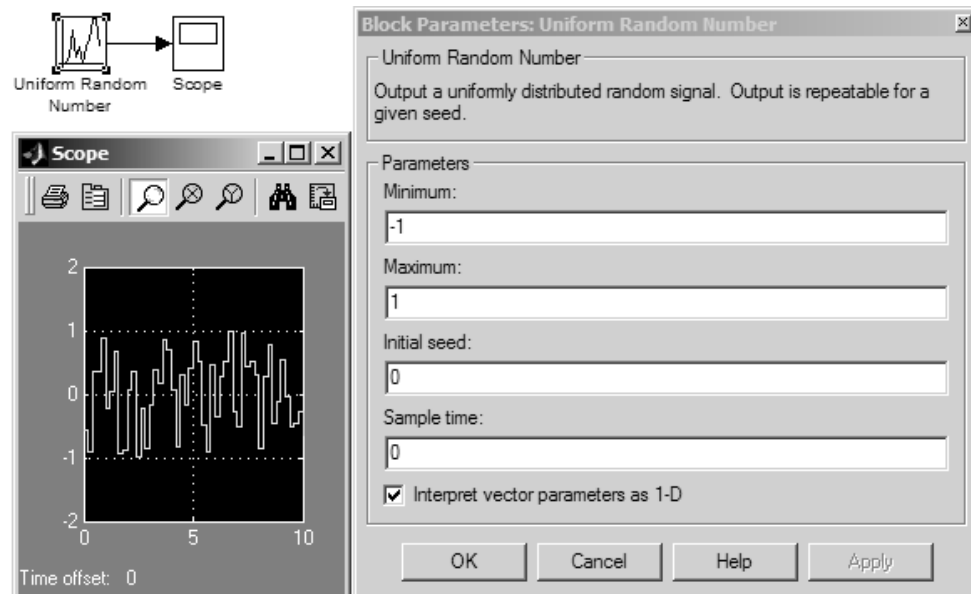 Uniform Random
Number
Scope
Scope
2
1
0
-1
-2
0
5
10
Time offset: 0
Block Parameters: Uniform Random Number
Uniform Random Number
Output a uniformly distributed random signal. Output is repeatable for a
given seed.
Parameters
Minimum:
-1
Maximum:
1
Initial seed:
0
Sample time:
0
Interpret vector parameters as 1-D
OK
Cancel
Help
Apply